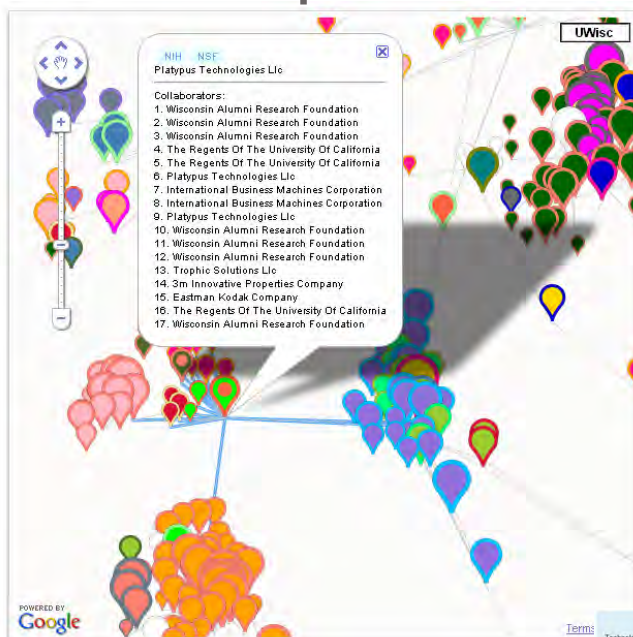 UWisc
NIH NSF
Platypus Technologies Llc
Collaborators:
1. Wisconsin Alumni Research Foundation
2. Wisconsin Alumni Research Foundation
3. Wisconsin Alumni Research Foundation
4. The Regents Of The University Of California
5. The Regents Of The University Of California
6. Platypus Technologies Llc
7. International Business Machines Corporation
8. International Business Machines Corporation
9. Platypus Technologies Llc
10. Wisconsin Alumni Research Foundation
11. Wisconsin Alumni Research Foundation
12. Wisconsin Alumni Research Foundation
13. Trophic Solutions Llc
14. 3m Innovative Properties Company
15. Eastman Kodak Company
16. The Regents Of The University Of California
17. Wisconsin Alumni Research Foundation
POWERED BY
Google
Terms